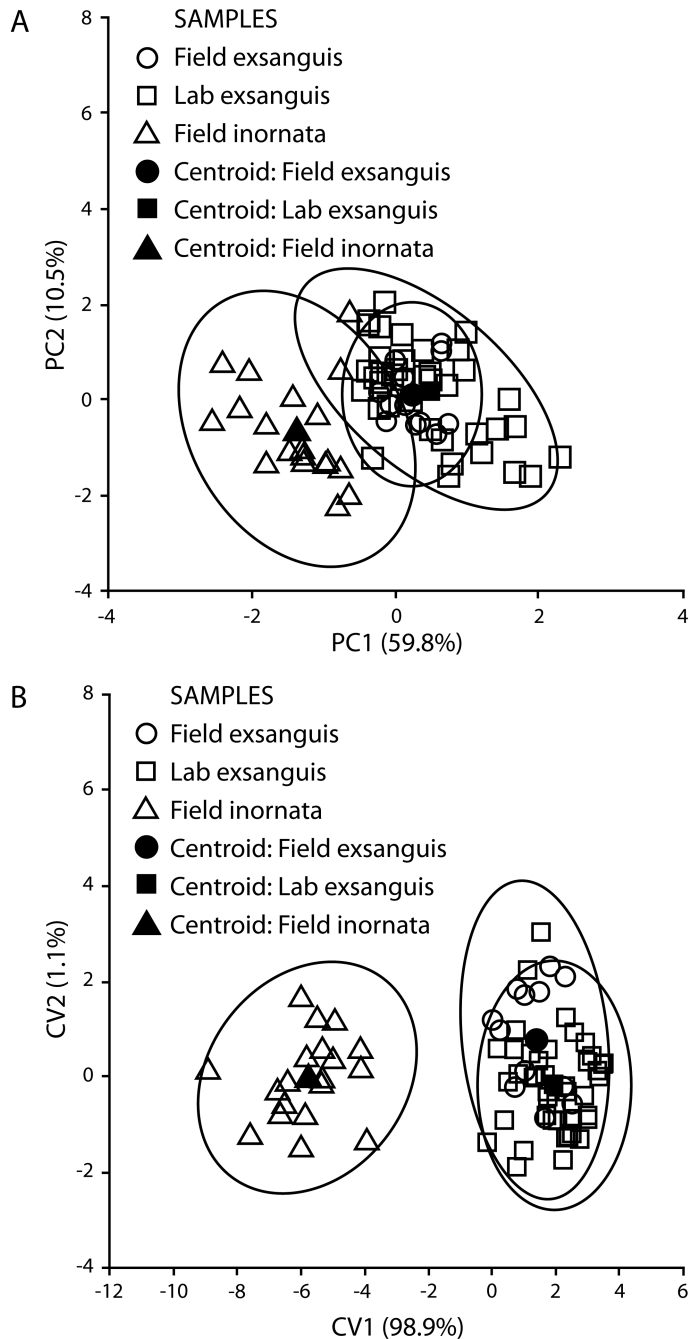 A
SAMPLES
Field exsanguis
Lab exsanguis
Field inornata
Centroid: Field exsanguis
Centroid: Lab exsanguis
Centroid: Field inornata
8
6
4
2
0
-2
-4
PC2 (10.5%)
-4 -2 0 2 4
PC1 (59.8%)
B
SAMPLES
Field exsanguis
Lab exsanguis
Field inornata
Centroid: Field exsanguis
Centroid: Lab exsanguis
Centroid: Field inornata
8
6
4
2
0
-2
-4
CV2 (1.1%)
-12 -10 -8 -6 -4 -2 0 2 4 6
CV1 (98.9%)